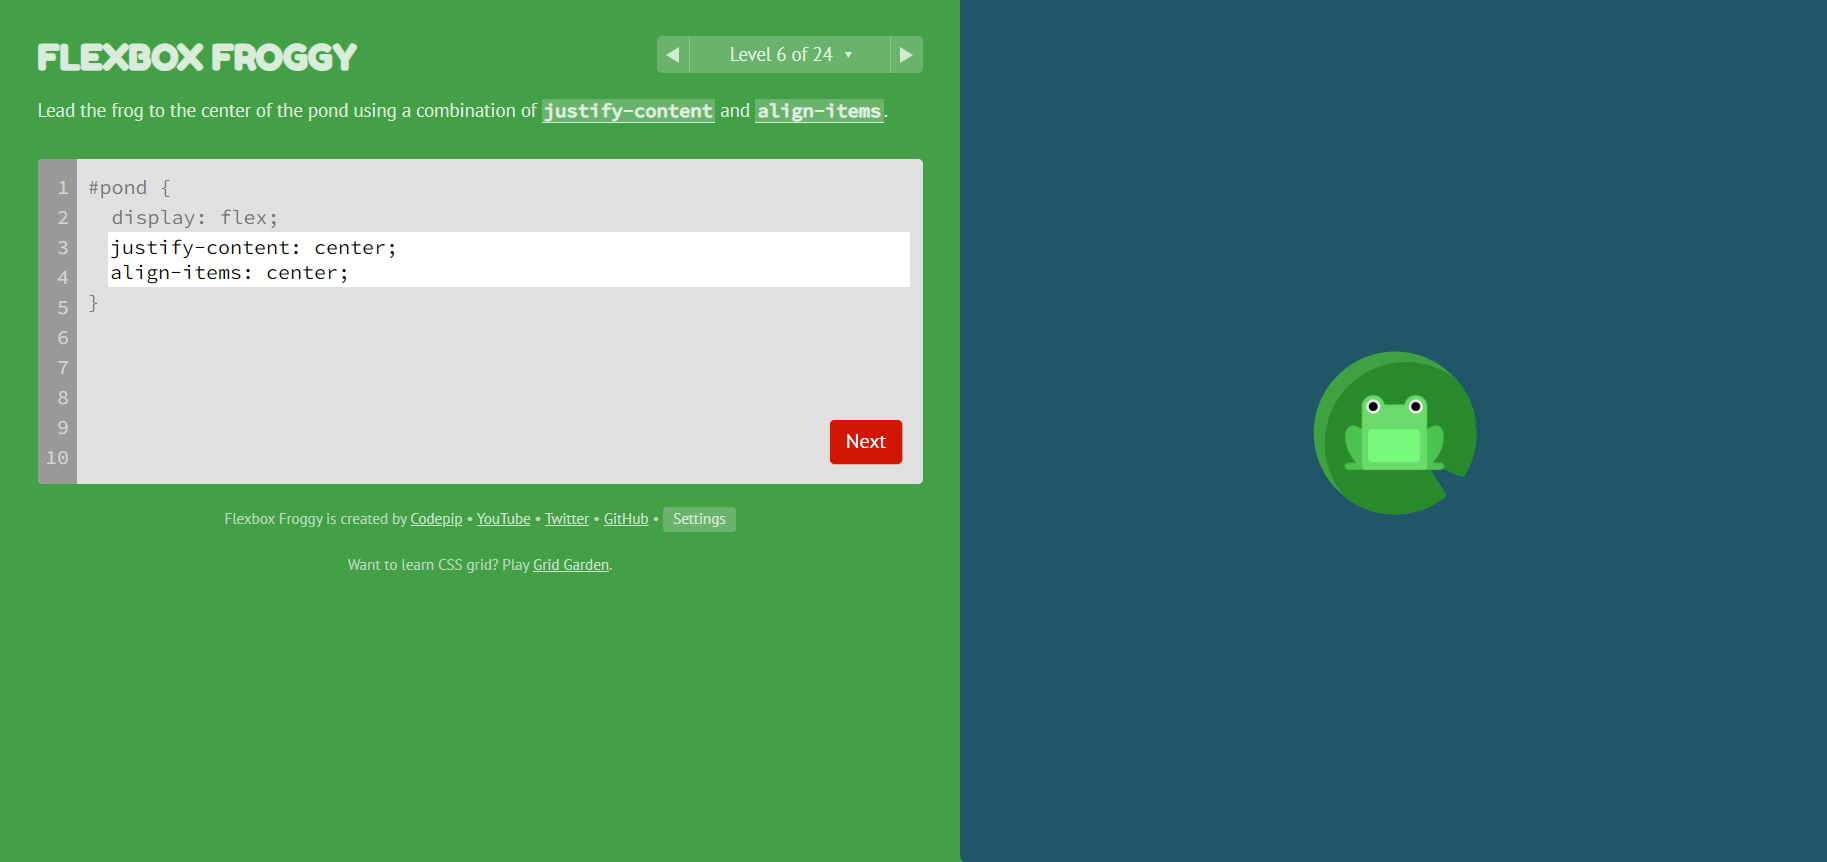 FLEXBOX FROGGY
◀ Level 6 of 24 ▼ ▶
Lead the frog to the center of the pond using a combination of justify-content and align-items.
1 #pond {
2 display: flex;
3 justify-content: center;
4 align-items: center;
5 }
6
7
8
9
10
Next
Flexbox Froggy is created by Codepip • YouTube • Twitter • GitHub • Settings
Want to learn CSS grid? Play Grid Garden.